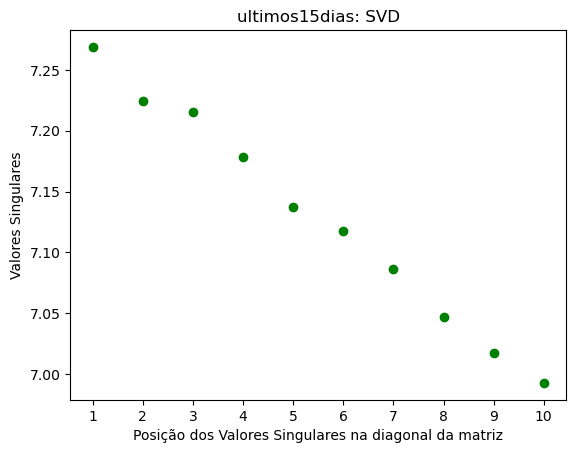 ultimos15dias: SVD
Valores Singulares
7.25
7.20
7.15
7.10
7.05
7.00
1 2 3 4 5 6 7 8 9 10
Posição dos Valores Singulares na diagonal da matriz